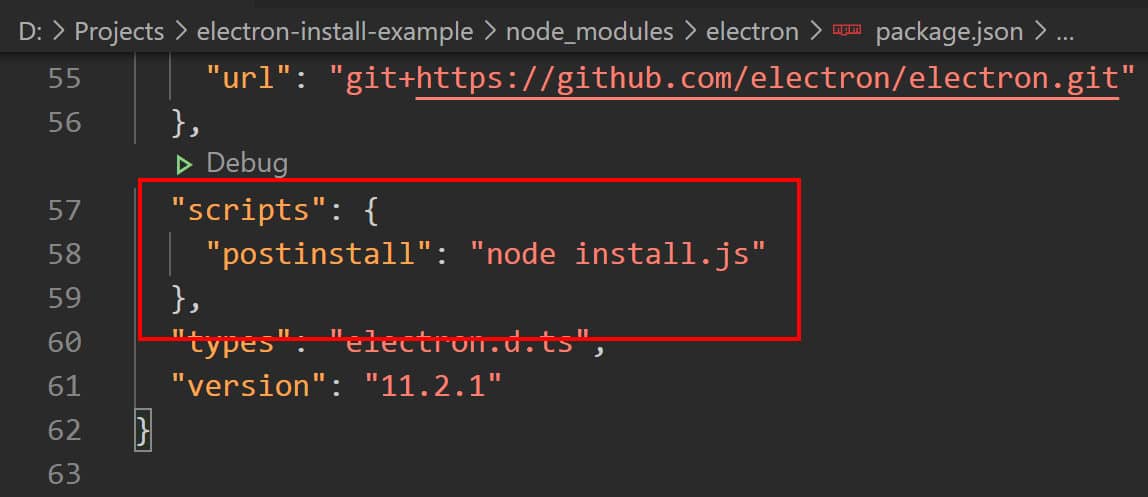 D: > Projects > electron-install-example > node_modules > electron > package.json > ...
55 "url": "git+https://github.com/electron/electron.git"
56 },
Debug
57 "scripts": {
58 "postinstall": "node install.js"
59 },
60 "types": "electron.d.ts",
61 "version": "11.2.1"
62 }
63